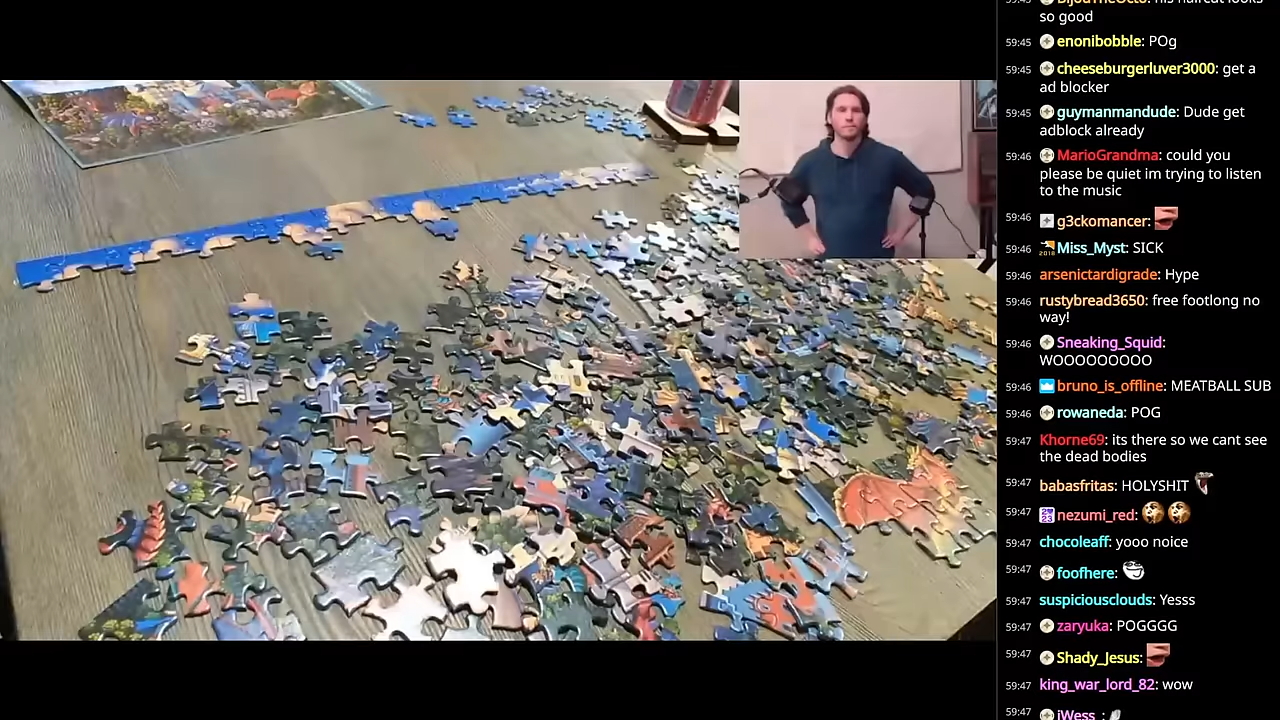 so good
59:45 enonibobble: POg
59:45 cheeseburgerluver3000: get a
ad blocker
59:45 guymanmandude: Dude get
adblock already
59:46 MarioGrandma: could you
please be quiet im trying to listen
to the music
59:46 g3ckomancer:
59:46 Miss_Myst: SICK
59:46 arsenictardigrade: Hype
59:46 rustybread3650: free footlong no
way!
59:46 Sneaking_Squid:
WOOOOOOOOO
59:46 bruno_is_offline: MEATBALL SUB
59:46 rowaneda: POG
59:47 Khorne69: its there so we cant see
the dead bodies
59:47 babasfritas: HOLYSHIT
59:47 nezumi_red:
59:47 chocoleaff: yooo noice
59:47 foofhere:
59:47 suspiciousclouds: Yesss
59:47 zaryuka: POGGGG
59:47 Shady_Jesus:
59:47 king_war_lord_82: wow
59:47 iWess_: